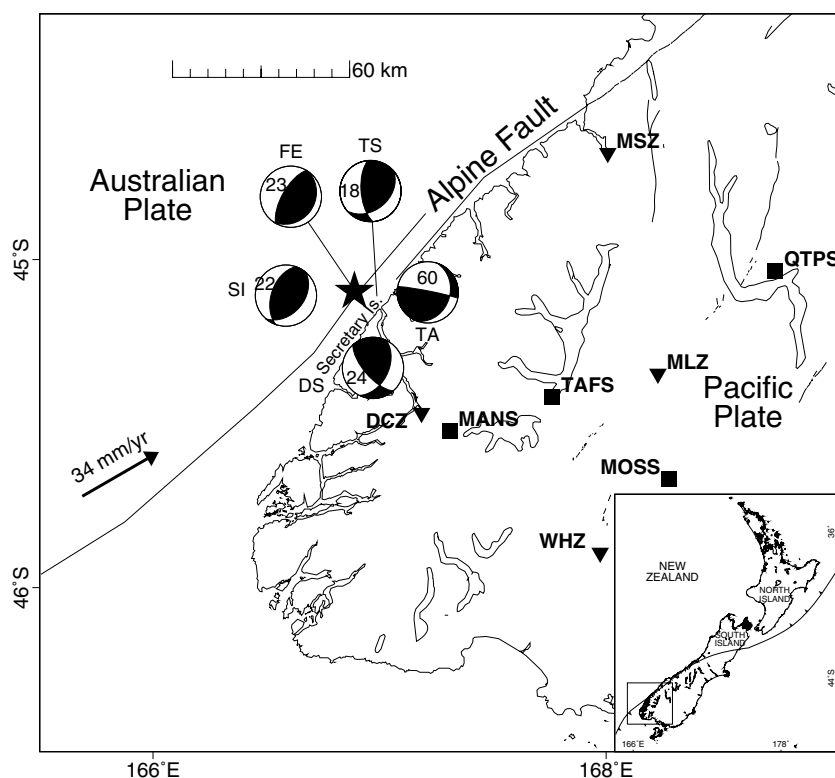 60 km
Alpine Fault
MSZ
TS
FE
18
23
Australian
Plate
QTPS
45°S
SI
22
60
TA
Secretary Is.
DS
24
MLZ
Pacific
Plate
TAFS
DCZ
MANS
34 mm/yr
MOSS
WHZ
46°S
36°
NEW
ZEALAND
NORTH
ISLAND
SOUTH
ISLAND
44°S
166°E
178°
166°E
168°E